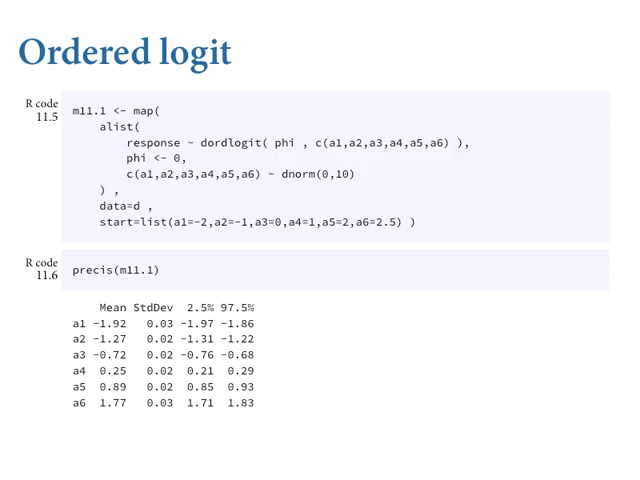 Ordered logit
R code
11.5
m11.1 <- map(
alist(
response ~ dordlogit( phi , c(a1,a2,a3,a4,a5,a6) ),
phi <- 0,
c(a1,a2,a3,a4,a5,a6) ~ dnorm(0,10)
) ,
data=d ,
start=list(a1=-2,a2=-1,a3=0,a4=1,a5=2,a6=2.5) )
R code
11.6
precis(m11.1)
Mean StdDev 2.5% 97.5%
a1 -1.92 0.03 -1.97 -1.86
a2 -1.27 0.02 -1.31 -1.22
a3 -0.72 0.02 -0.76 -0.68
a4 0.25 0.02 0.21 0.29
a5 0.89 0.02 0.85 0.93
a6 1.77 0.03 1.71 1.83